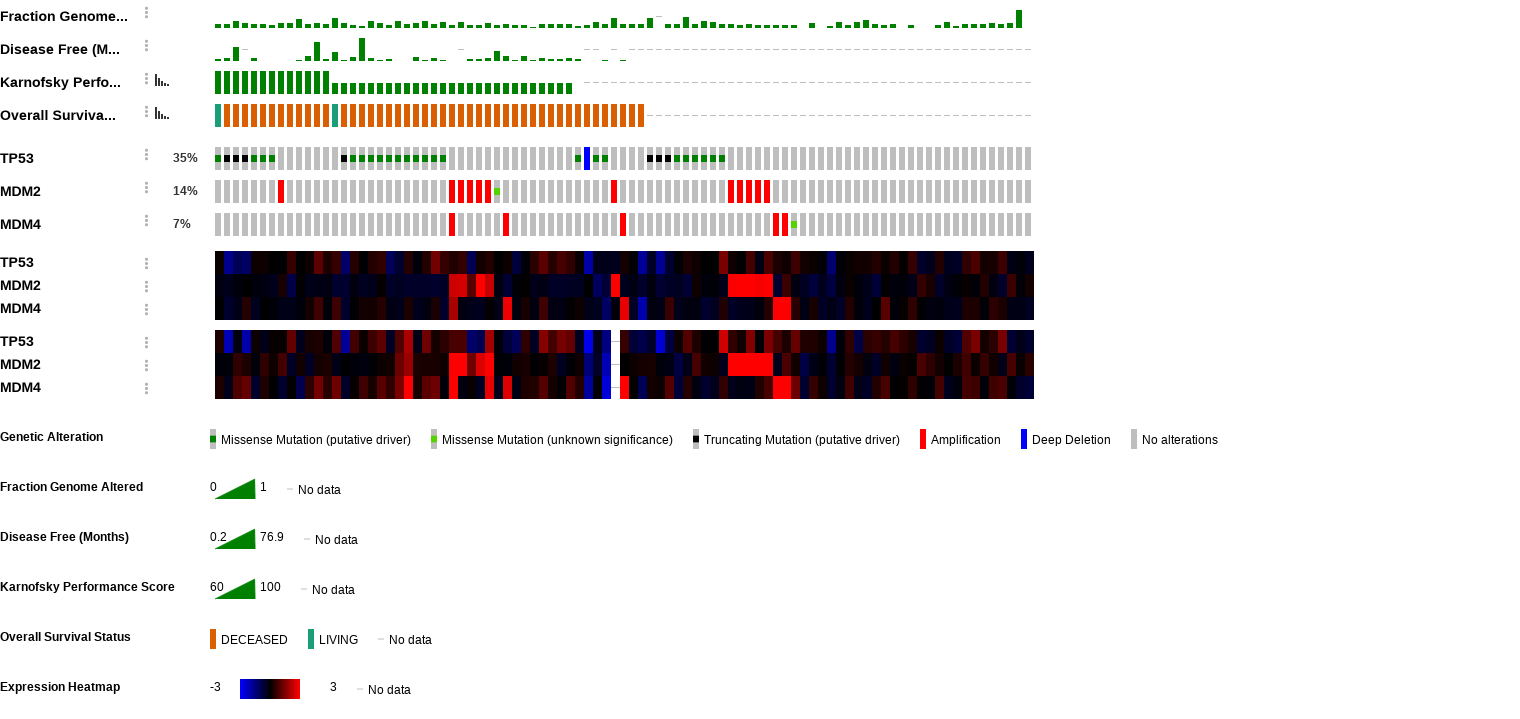 Fraction Genome...
Disease Free (M...
Karnofsky Perfo...
Overall Surviva...
TP53 35%
MDM2 14%
MDM4 7%
TP53
MDM2
MDM4
TP53
MDM2
MDM4
Genetic Alteration Missense Mutation (putative driver) Missense Mutation (unknown significance) Truncating Mutation (putative driver) Amplification Deep Deletion No alterations
Fraction Genome Altered 0 1 No data
Disease Free (Months) 0.2 76.9 No data
Karnofsky Performance Score 60 100 No data
Overall Survival Status DECEASED LIVING No data
Expression Heatmap -3 3 No data